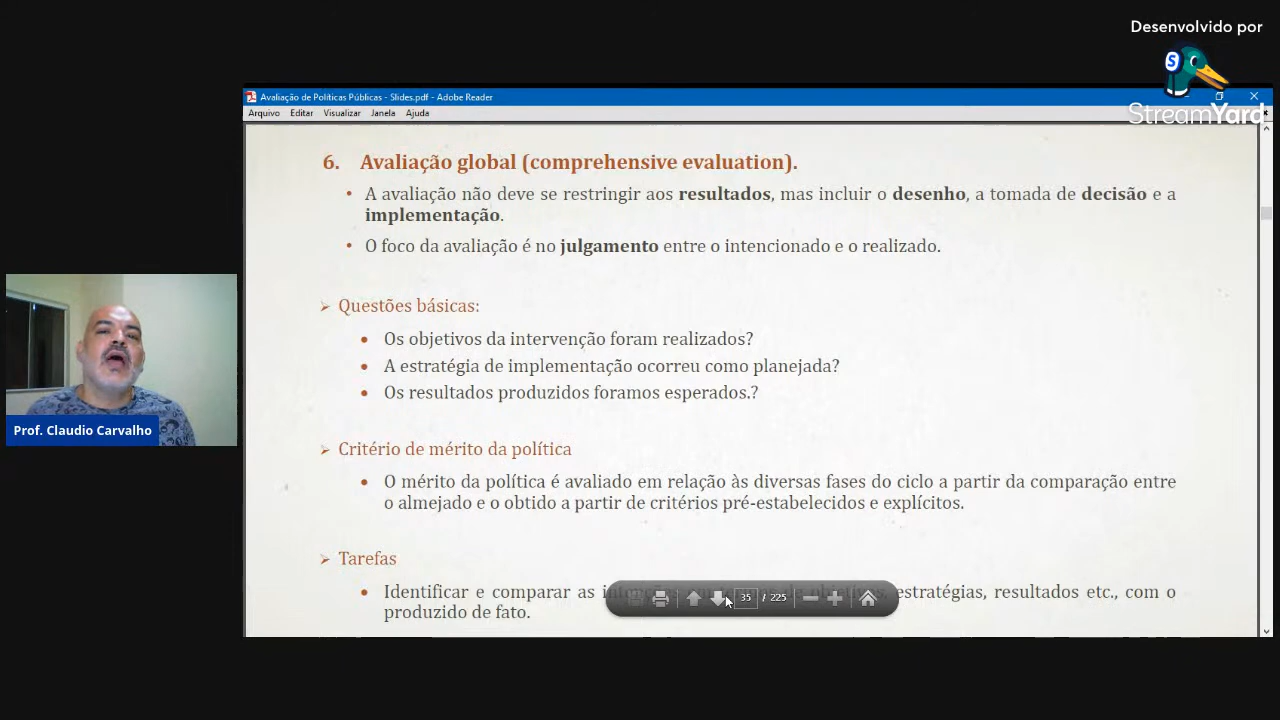 Desenvolvido por
StreamYard
Avaliação de Políticas Públicas - Slides.pdf - Adobe Reader
Arquivo Editar Visualizar Janela Ajuda
6. Avaliação global (comprehensive evaluation).
• A avaliação não deve se restringir aos resultados, mas incluir o desenho, a tomada de decisão e a
implementação.
• O foco da avaliação é no julgamento entre o intencionado e o realizado.
➢ Questões básicas:
• Os objetivos da intervenção foram realizados?
• A estratégia de implementação ocorreu como planejada?
• Os resultados produzidos foramos esperados.?
➢ Critério de mérito da política
• O mérito da política é avaliado em relação às diversas fases do ciclo a partir da comparação entre
o almejado e o obtido a partir de critérios pré-estabelecidos e explícitos.
➢ Tarefas
• Identificar e comparar as estratégias, resultados etc., com o
produzido de fato.
35 / 225
Prof. Claudio Carvalho